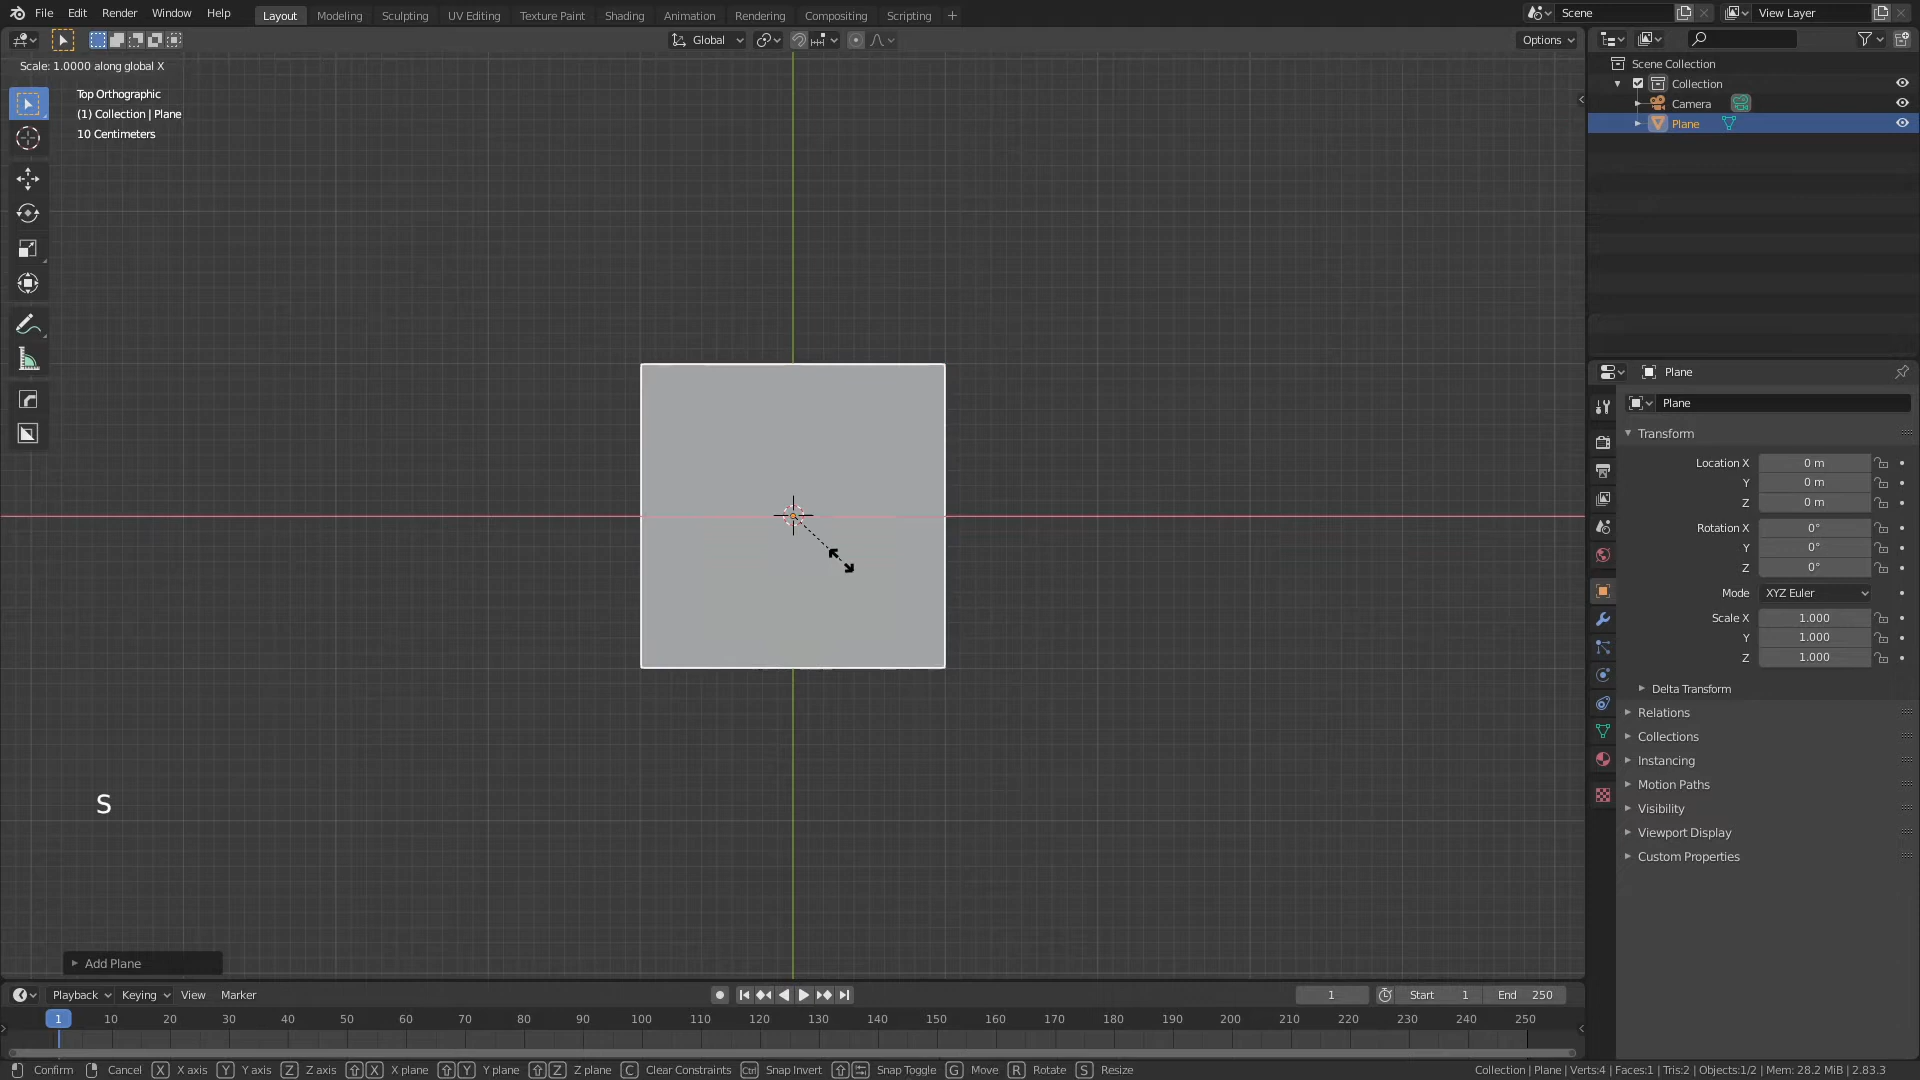 File Edit Render Window Help Layout Modeling Sculpting UV Editing Texture Paint Shading Animation Rendering Compositing Scripting + Scene View Layer
Global Options
Scale: 1.0000 along global X
Top Orthographic
(1) Collection | Plane
10 Centimeters
S
Add Plane
Scene Collection
Collection
Camera
Plane
Plane
Plane
Transform
Location X 0 m
Y 0 m
Z 0 m
Rotation X 0°
Y 0°
Z 0°
Mode XYZ Euler
Scale X 1.000
Y 1.000
Z 1.000
Delta Transform
Relations
Collections
Instancing
Motion Paths
Visibility
Viewport Display
Custom Properties
Playback Keying View Marker 1 Start 1 End 250
1 10 20 30 40 50 60 70 80 90 100 110 120 130 140 150 160 170 180 190 200 210 220 230 240 250
Confirm Cancel X X axis Y Y axis Z Z axis X X plane Y Y plane Z Z plane C Clear Constraints Ctrl Snap Invert Snap Toggle G Move R Rotate S Resize Collection | Plane | Verts:4 | Faces:1 | Tris:2 | Objects:1/2 | Mem: 28.2 MiB | 2.83.3